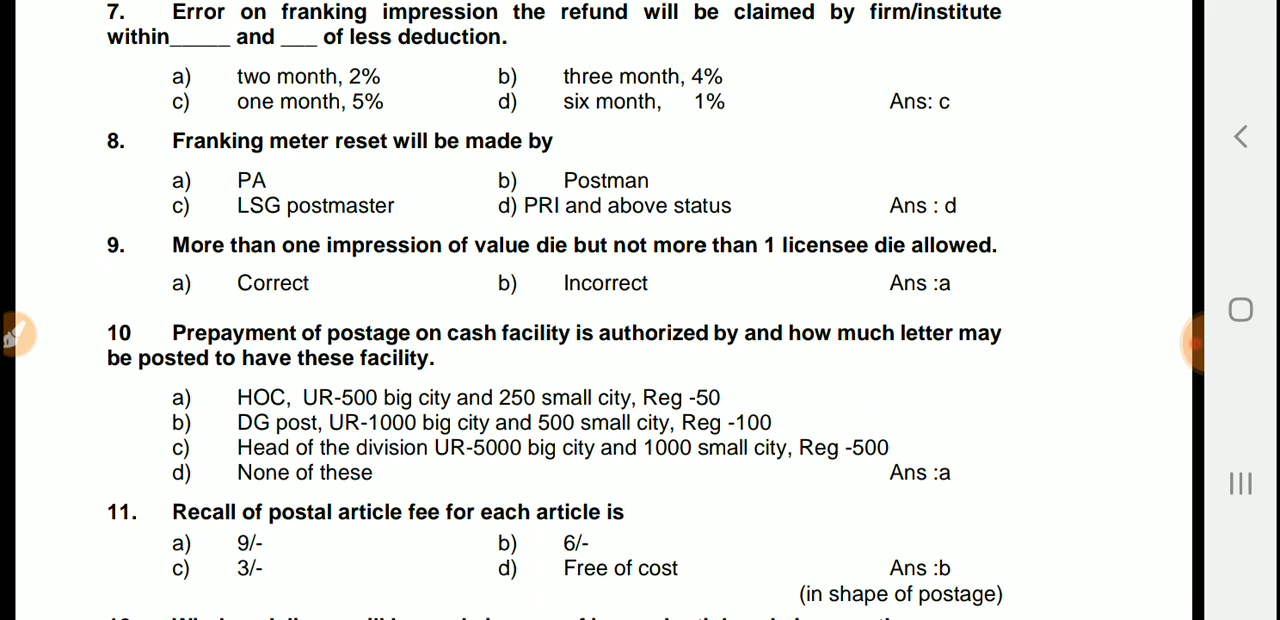 7. Error on franking impression the refund will be claimed by firm/institute
within_____ and ___ of less deduction.
a) two month, 2% b) three month, 4%
c) one month, 5% d) six month, 1% Ans: c
8. Franking meter reset will be made by
a) PA b) Postman
c) LSG postmaster d) PRI and above status Ans : d
9. More than one impression of value die but not more than 1 licensee die allowed.
a) Correct b) Incorrect Ans :a
10 Prepayment of postage on cash facility is authorized by and how much letter may
be posted to have these facility.
a) HOC, UR-500 big city and 250 small city, Reg -50
b) DG post, UR-1000 big city and 500 small city, Reg -100
c) Head of the division UR-5000 big city and 1000 small city, Reg -500
d) None of these Ans :a
11. Recall of postal article fee for each article is
a) 9/- b) 6/-
c) 3/- d) Free of cost Ans :b
(in shape of postage)